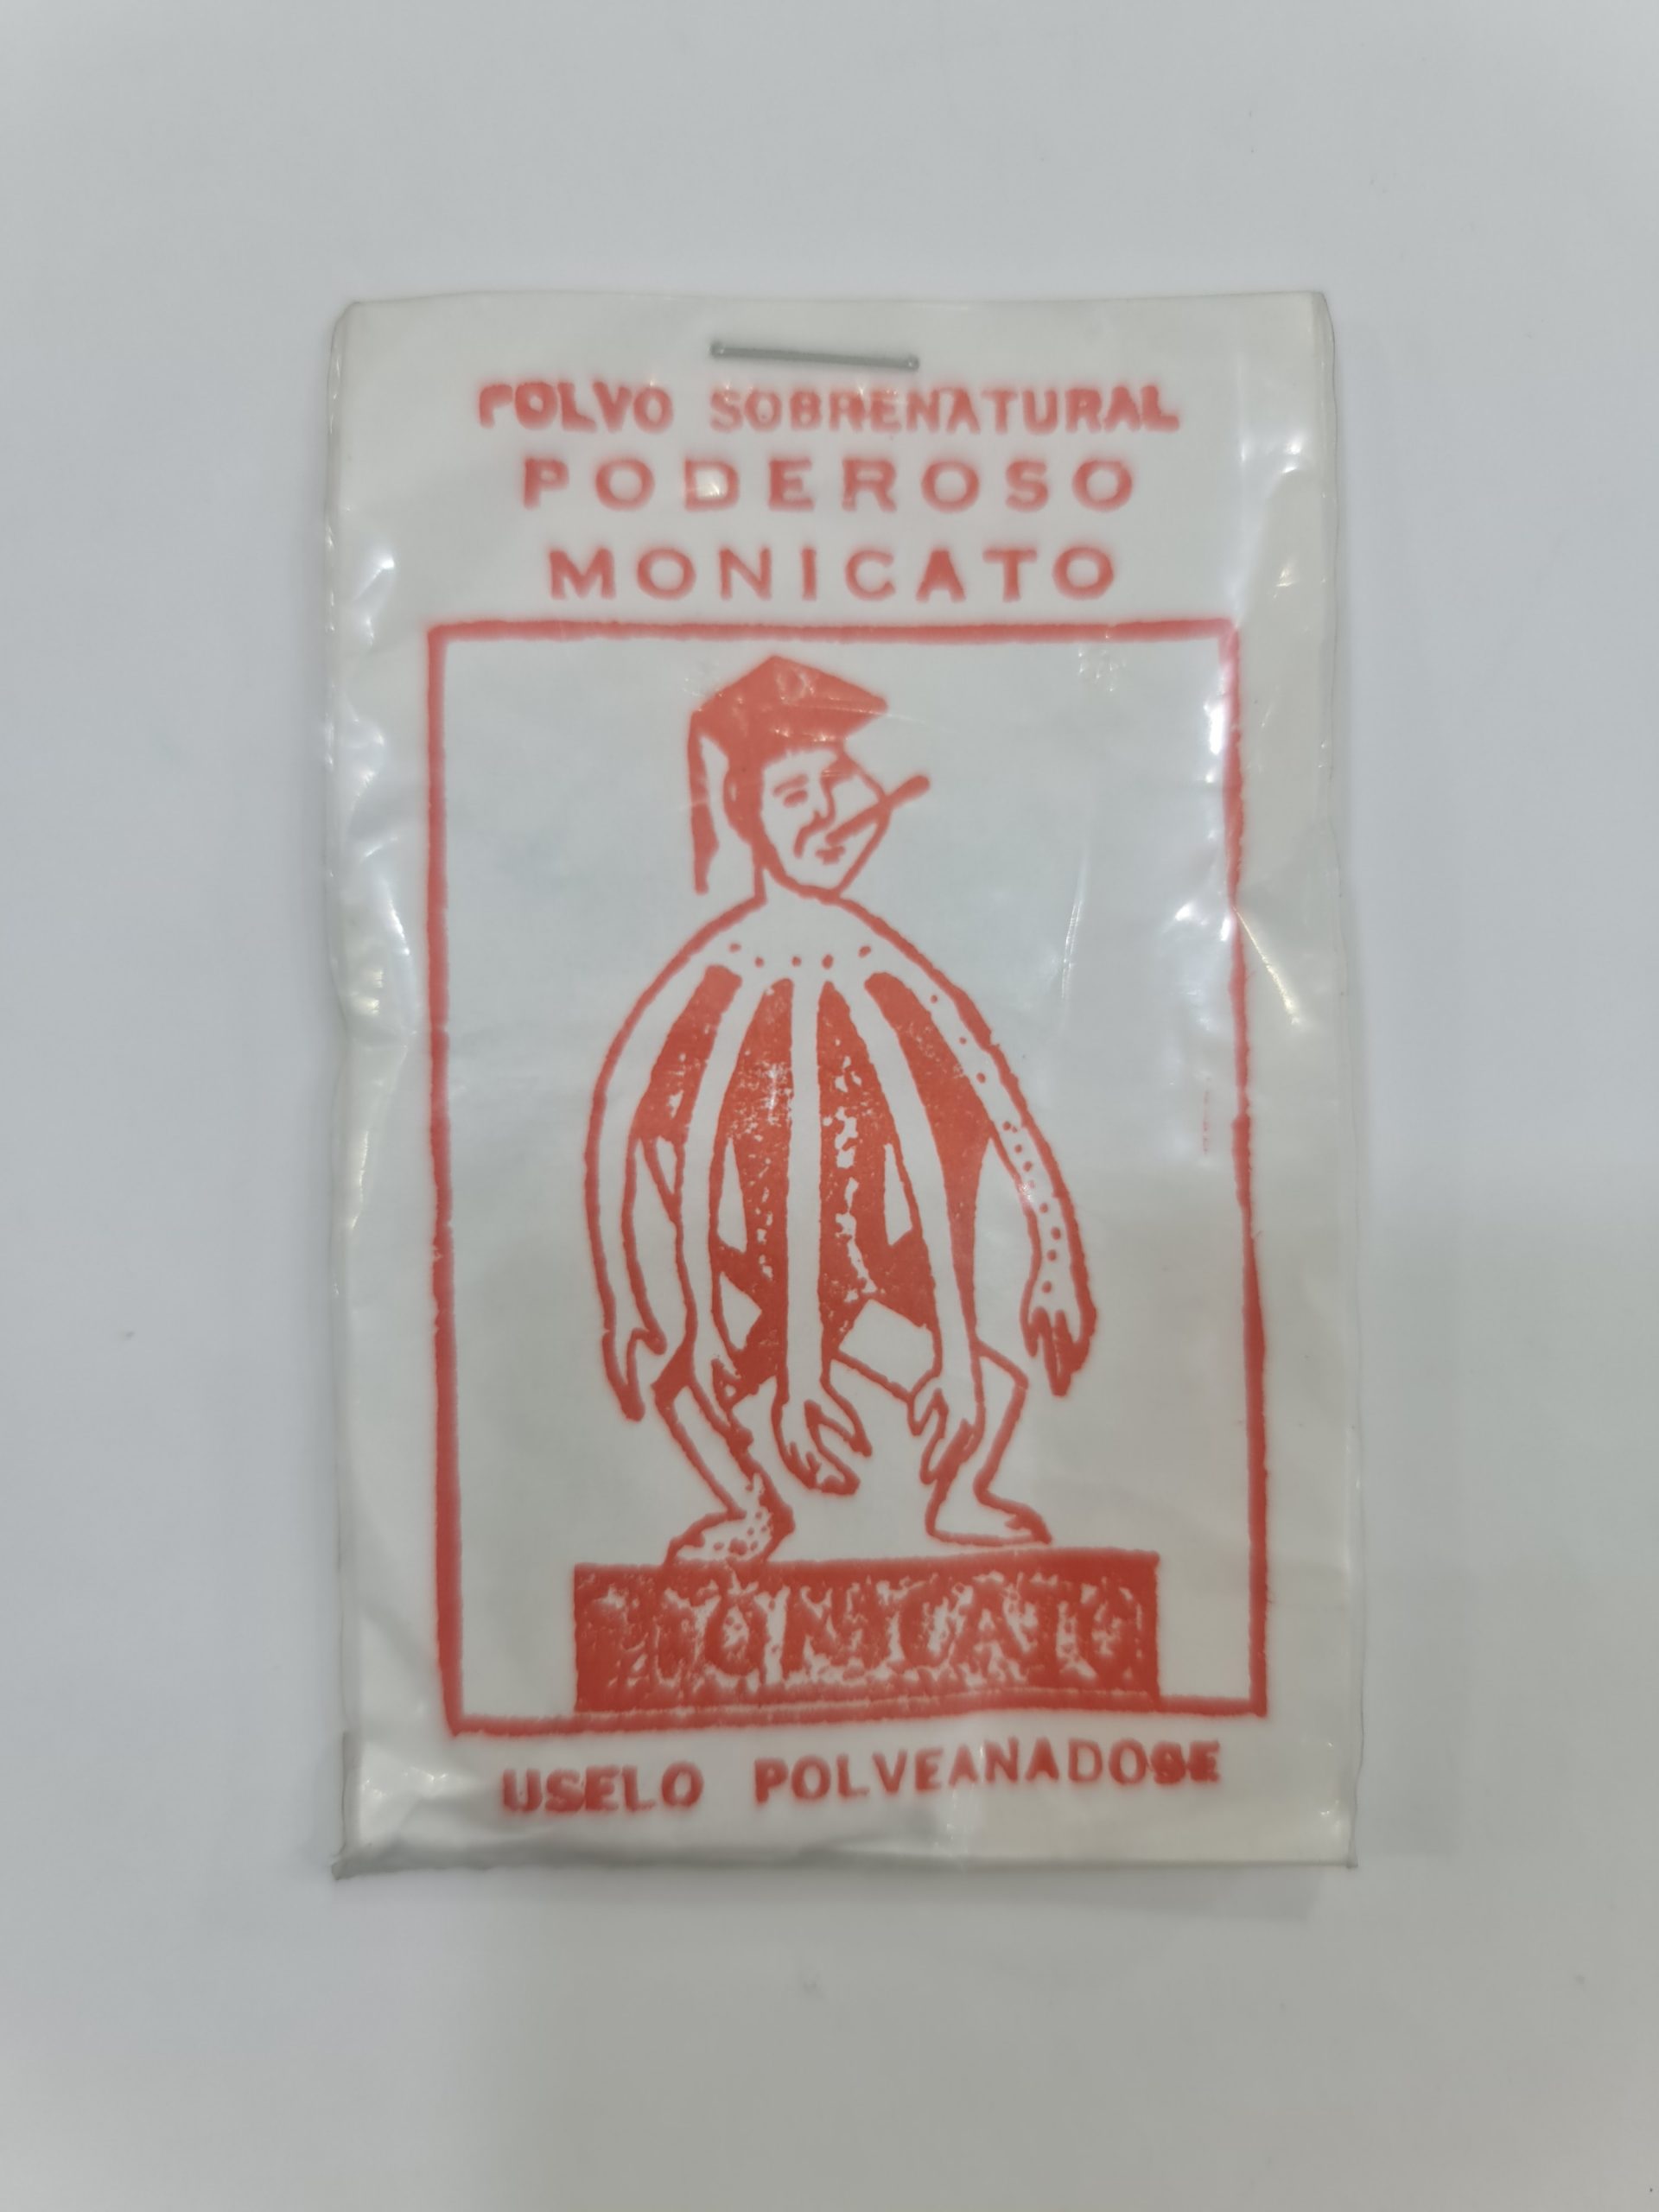 POLVO SOBRENATURAL
PODEROSO
MONICATO
MONICATO
USELO POLVEANADOSE